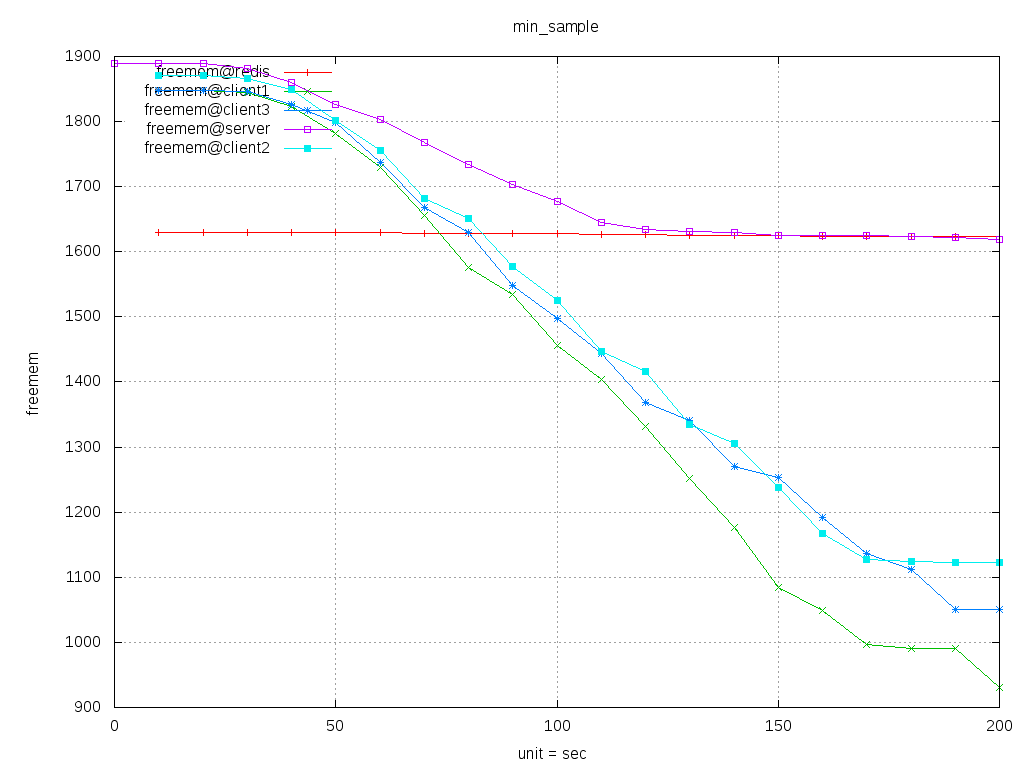 min_sample
1900
1800
1700
1600
1500
1400
1300
1200
1100
1000
900
freemem
freemem@redis
freemem@client1
freemem@client3
freemem@server
freemem@client2
0
50
100
150
200
unit = sec